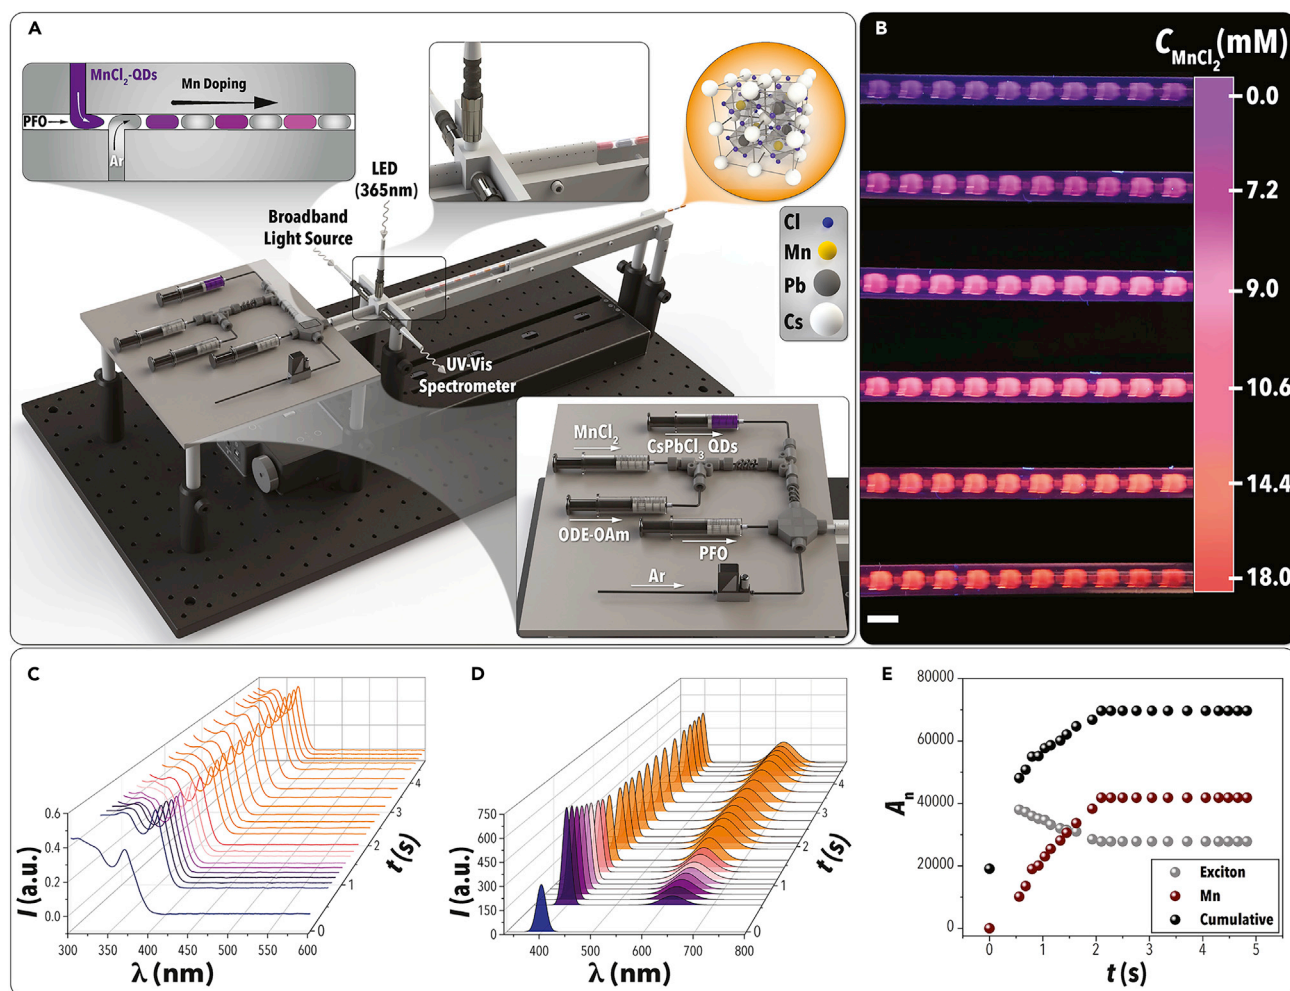 A
MnCl2-QDs
Mn Doping
PFO
Ar
LED
(365nm)
Broadband
Light Source
UV-Vis
Spectrometer
Cl
Mn
Pb
Cs
MnCl2
CsPbCl3 QDs
ODE-OAm
PFO
Ar
B
CMnCl2(mM)
0.0
7.2
9.0
10.6
14.4
18.0
C
I (a.u.)
0.6
0.4
0.2
0.0
300 350 400 450 500 550 600
λ (nm)
0
1
2
3
4
t (s)
D
I (a.u.)
750
600
450
300
150
0
400 500 600 700 800
λ (nm)
0
1
2
3
4
t (s)
E
An
80000
60000
40000
20000
0
0 1 2 3 4 5
t (s)
Exciton
Mn
Cumulative